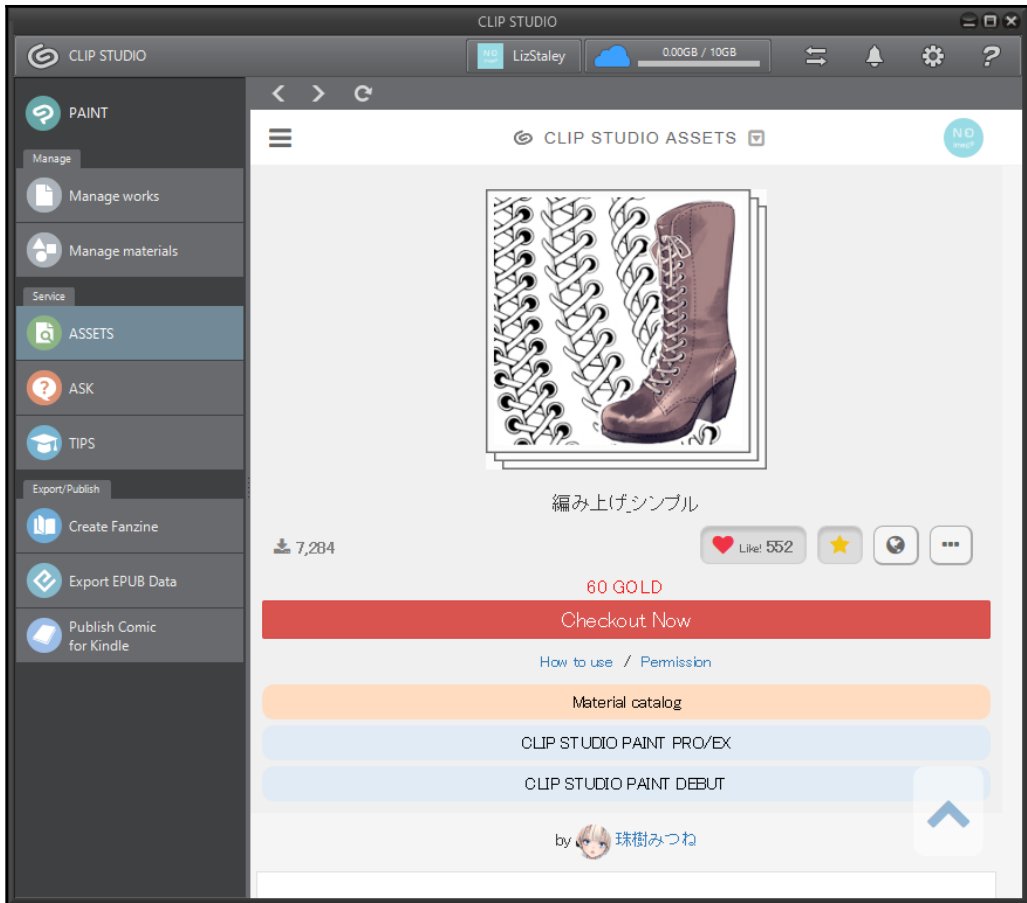 CLIP STUDIO
CLIP STUDIO
LizStaley
0.00GB / 10GB
PAINT
Manage
Manage works
Manage materials
Service
ASSETS
ASK
TIPS
Export/Publish
Create Fanzine
Export EPUB Data
Publish Comic
for Kindle
CLIP STUDIO ASSETS
編み上げ_シンプル
7,284
Like! 552
60 GOLD
Checkout Now
How to use / Permission
Material catalog
CLIP STUDIO PAINT PRO/EX
CLIP STUDIO PAINT DEBUT
by 珠樹みつね